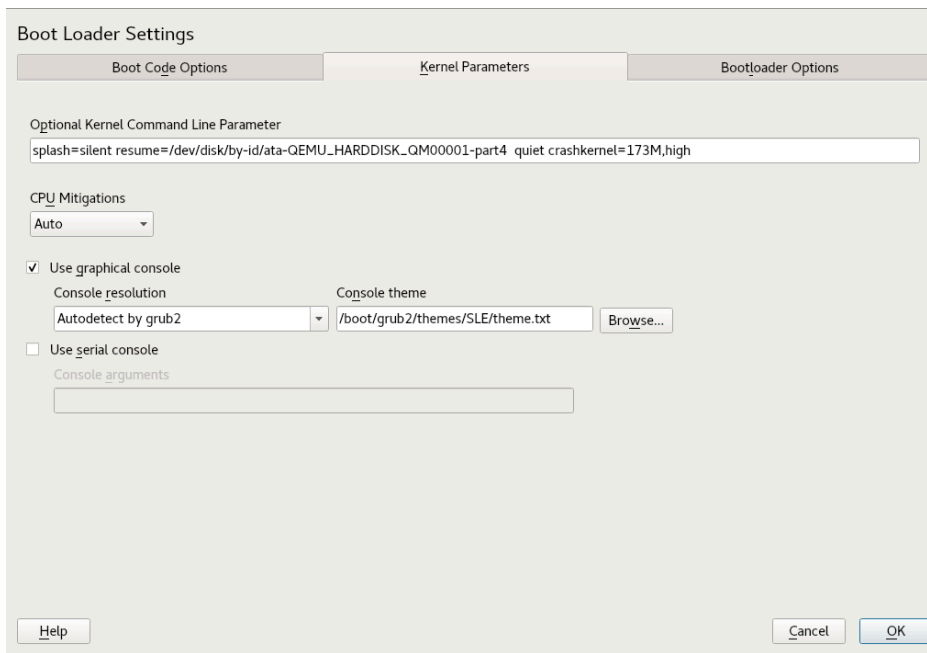 Boot Loader Settings
Boot Code Options
Kernel Parameters
Bootloader Options
Optional Kernel Command Line Parameter
splash=silent resume=/dev/disk/by-id/ata-QEMU_HARDDISK_QM00001-part4  quiet crashkernel=173M,high
CPU Mitigations
Auto
Use graphical console
Console resolution
Console theme
Autodetect by grub2
/boot/grub2/themes/SLE/theme.txt
Browse...
Use serial console
Console arguments
Help
Cancel
OK